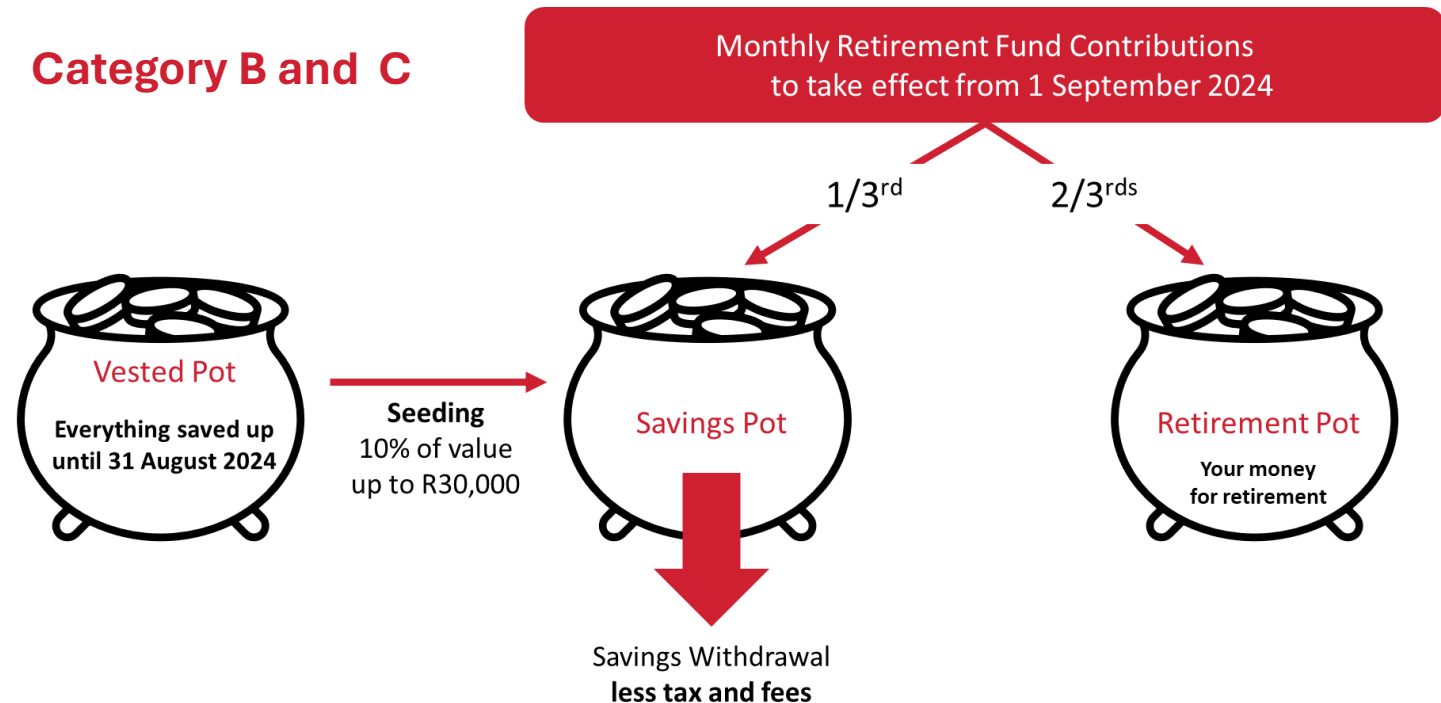 Category B and C
Monthly Retirement Fund Contributions
to take effect from 1 September 2024
1/3rd
2/3rds
Vested Pot
Everything saved up
until 31 August 2024
Seeding
10% of value
up to R30,000
Savings Pot
Retirement Pot
Your money
for retirement
Savings Withdrawal
less tax and fees